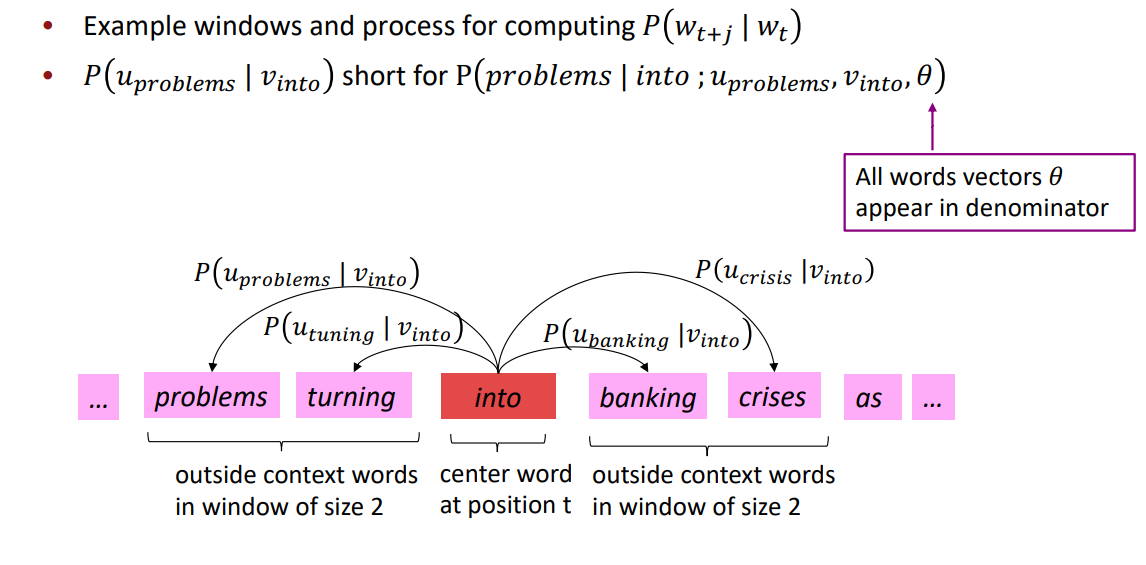 • Example windows and process for computing P(w_{t+j} | w_t)
• P(u_{problems} | v_{into}) short for P(problems | into ; u_{problems}, v_{into}, θ)
All words vectors θ
appear in denominator
P(u_{problems} | v_{into})
P(u_{crisis} |v_{into})
P(u_{tuning} | v_{into})
P(u_{banking} |v_{into})
... problems turning into banking crises as ...
outside context words
in window of size 2
center word
at position t
outside context words
in window of size 2